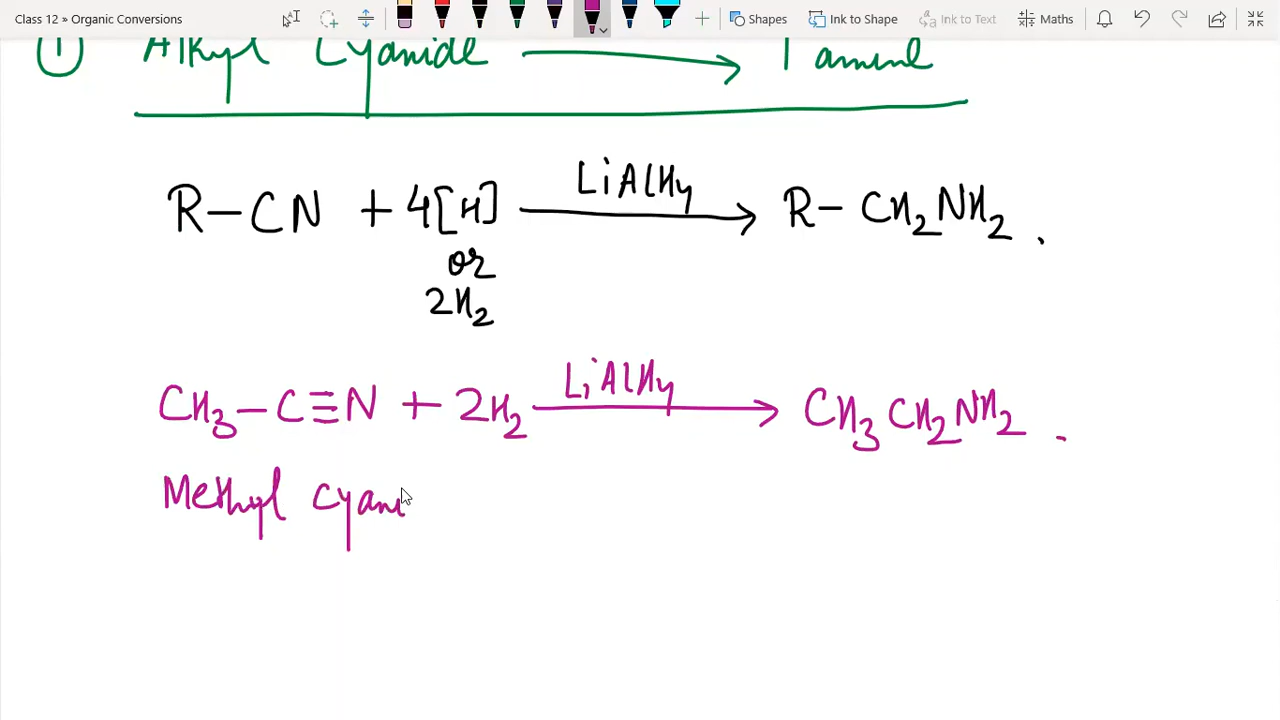 Class 12 » Organic Conversions
Shapes Ink to Shape Ink to Text Maths
① Alkyl Cyanide → 1 amine
R–CN + 4[H] LiAlH4 → R–CH2NH2 .
or
2H2
CH3–C≡N + 2H2 LiAlH4 → CH3CH2NH2 .
Methyl cyani